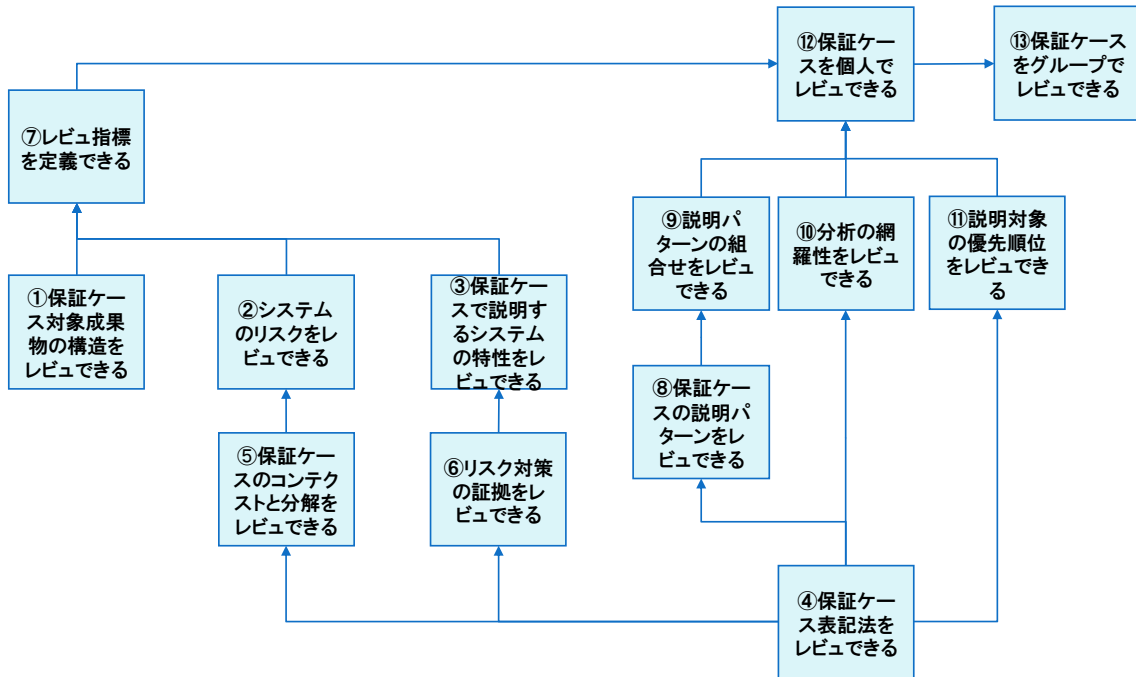 ⑫保証ケー
スを個人で
レビュできる
⑬保証ケース
をグループで
レビュできる
⑦レビュ指標
を定義できる
⑨説明パ
ターンの組
合せをレビュ
できる
⑩分析の網
羅性をレビュ
できる
⑪説明対象
の優先順位
をレビュでき
る
①保証ケー
ス対象成果
物の構造を
レビュできる
②システム
のリスクをレ
ビュできる
③保証ケー
スで説明す
るシステム
の特性をレ
ビュできる
⑧保証ケー
スの説明パ
ターンをレ
ビュできる
⑤保証ケー
スのコンテク
ストと分解を
レビュできる
⑥リスク対策
の証拠をレ
ビュできる
④保証ケー
ス表記法を
レビュできる